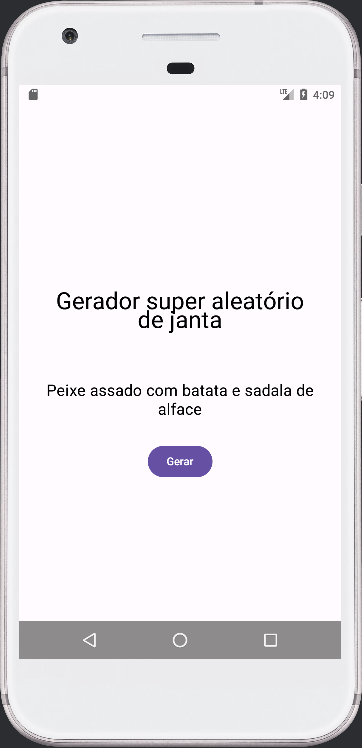 LTE 4:09
Gerador super aleatório
de janta
Peixe assado com batata e sadala de
alface
Gerar